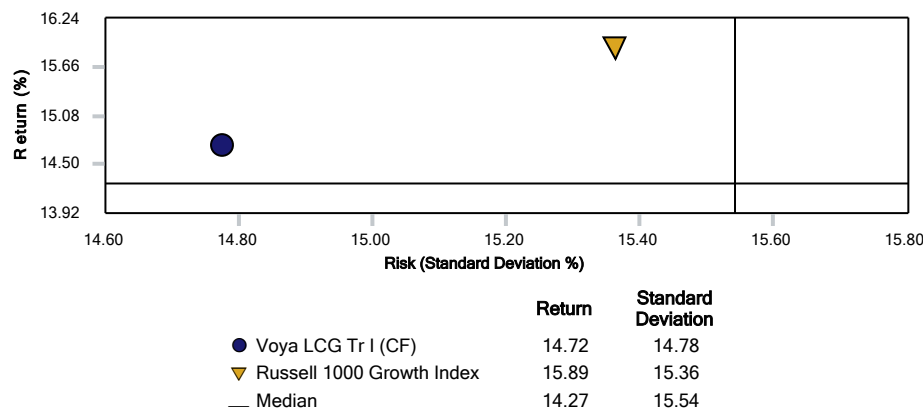 16.24
15.66
15.08
14.50
13.92
R eturn (%)
14.60 14.80 15.00 15.20 15.40 15.60 15.80
Risk (Standard Deviation %)
Return Standard Deviation
Voya LCG Tr I (CF) 14.72 14.78
Russell 1000 Growth Index 15.89 15.36
Median 14.27 15.54